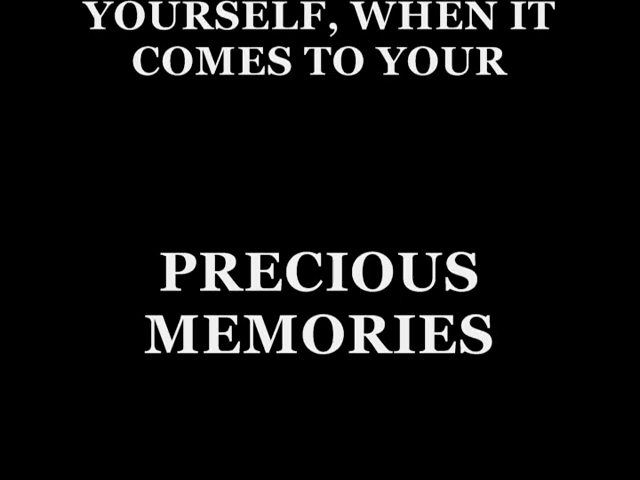 YOURSELF, WHEN IT
COMES TO YOUR
PRECIOUS
MEMORIES